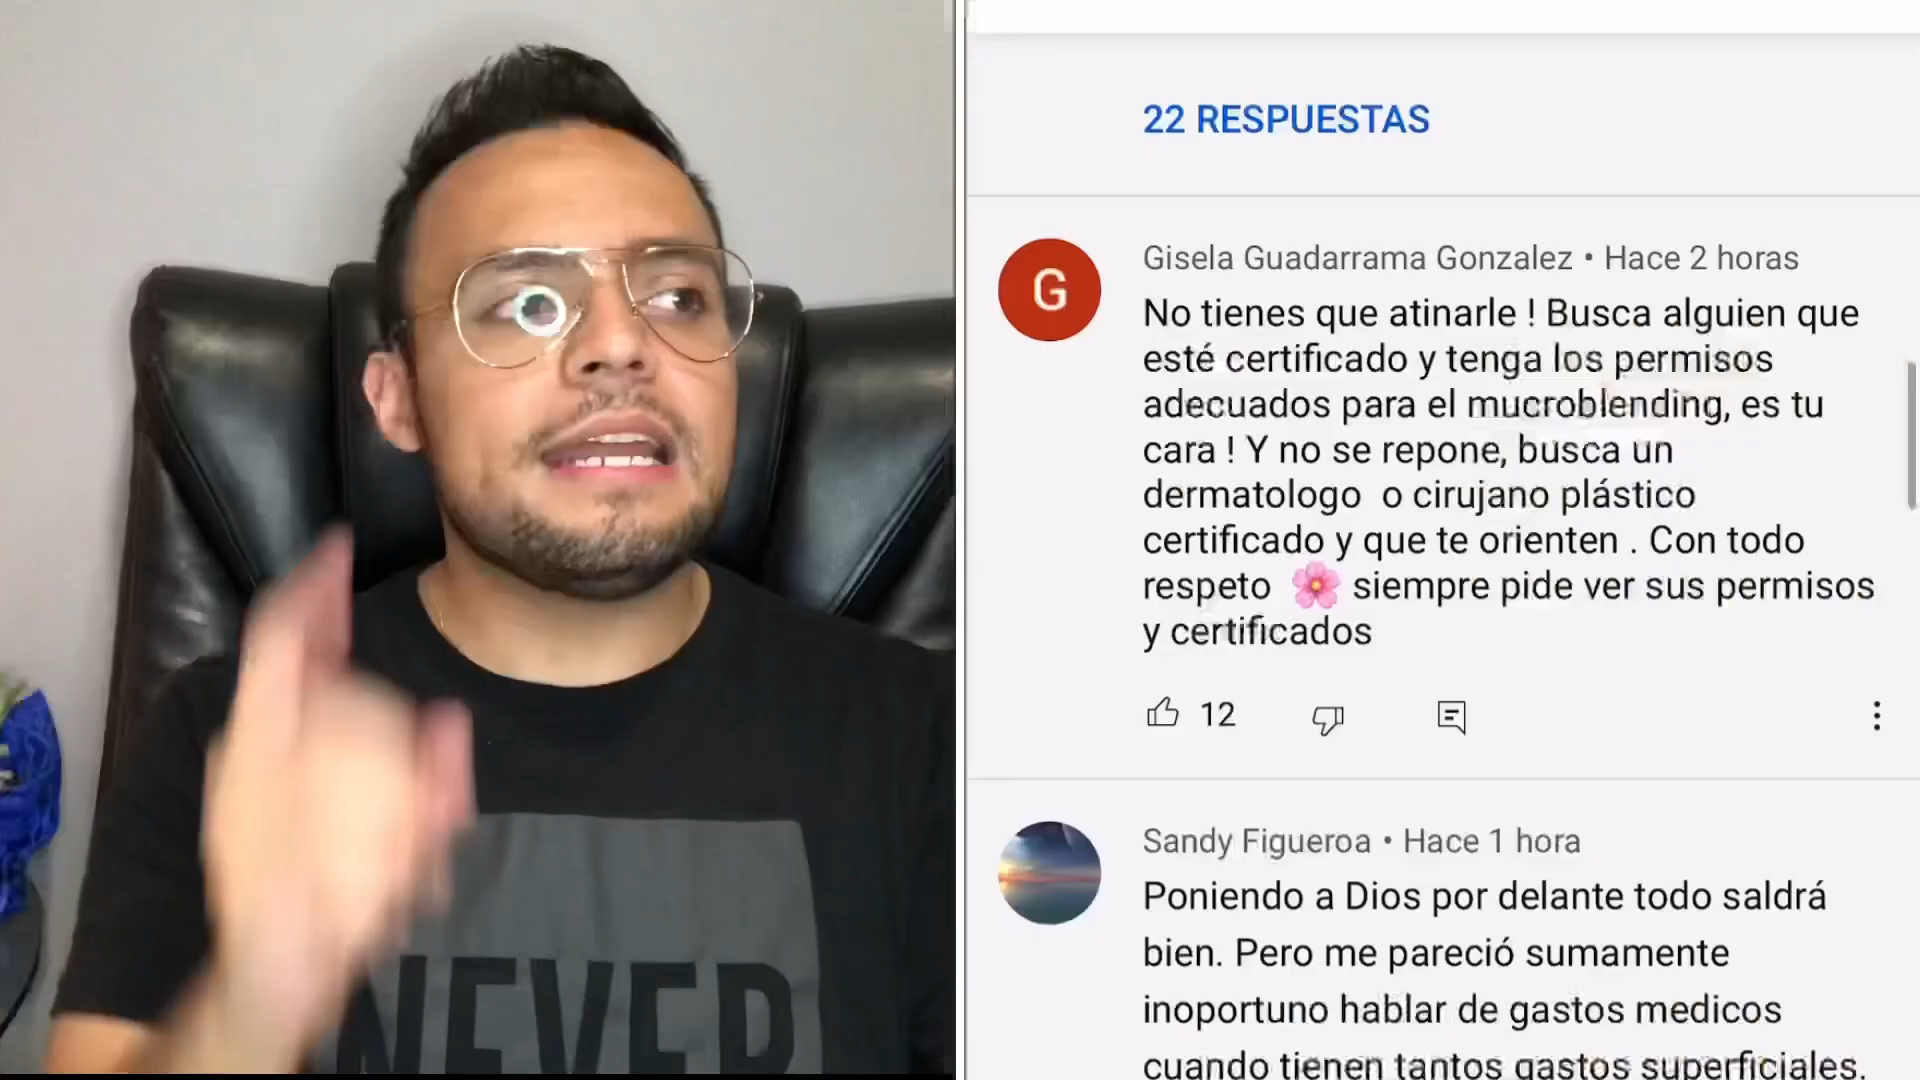 22 RESPUESTAS
G
Gisela Guadarrama Gonzalez • Hace 2 horas
No tienes que atinarle ! Busca alguien que
esté certificado y tenga los permisos
adecuados para el mucroblending, es tu
cara ! Y no se repone, busca un
dermatologo o cirujano plástico
certificado y que te orienten . Con todo
respeto 🌸 siempre pide ver sus permisos
y certificados
12
Sandy Figueroa • Hace 1 hora
Poniendo a Dios por delante todo saldrá
bien. Pero me pareció sumamente
inoportuno hablar de gastos medicos
cuando tienen tantos gastos superficiales.
NEVER